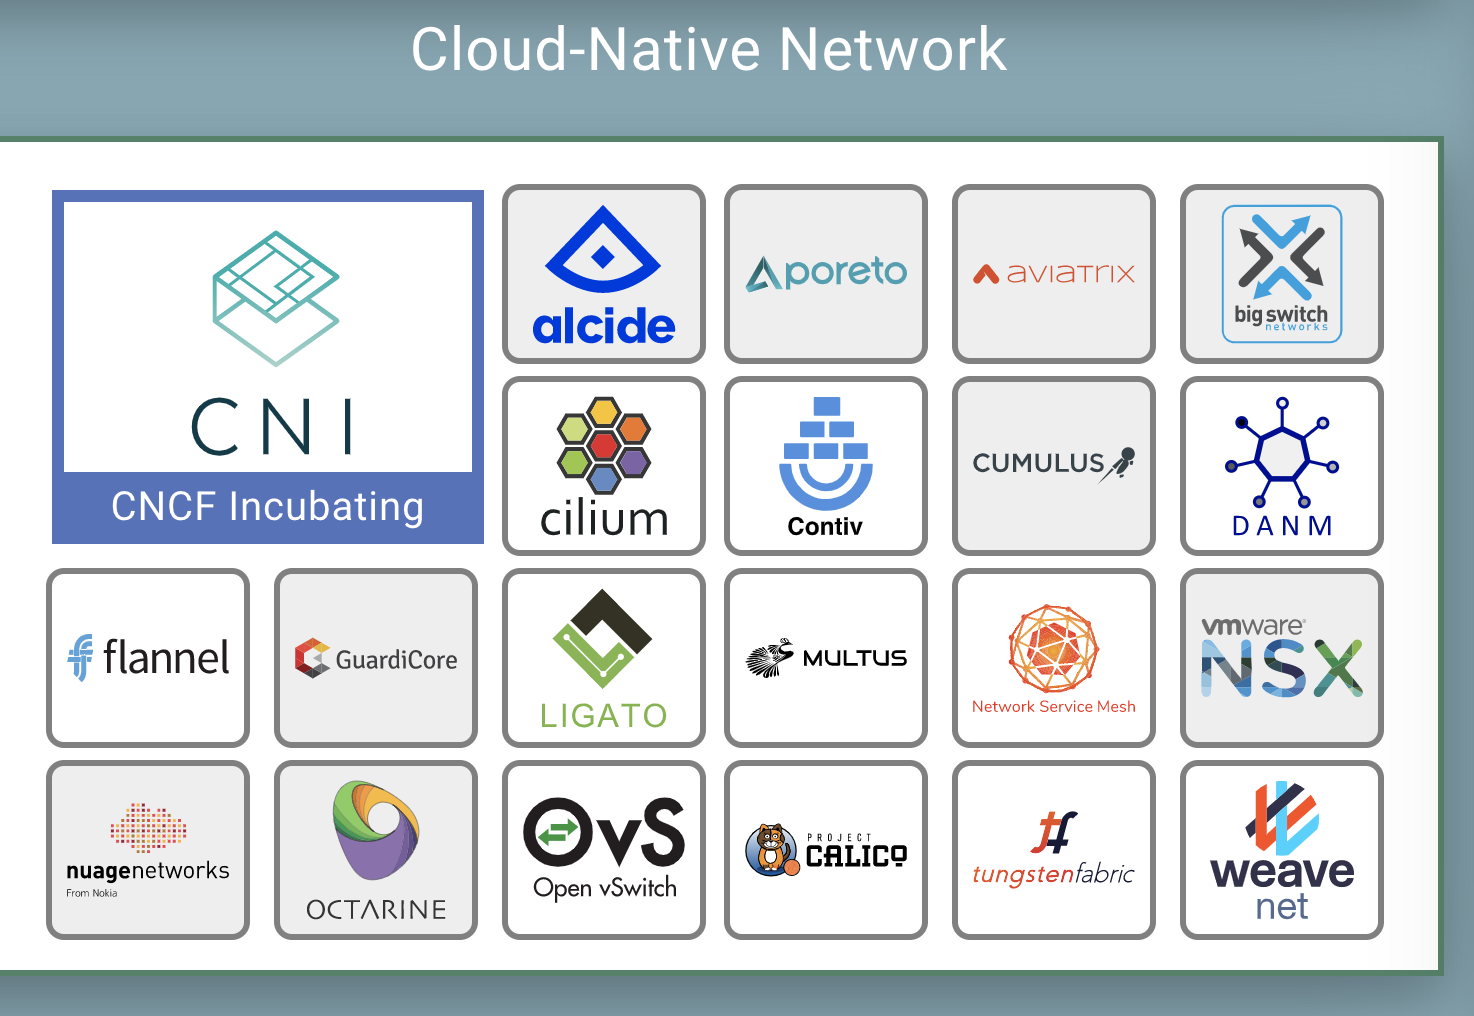 Cloud-Native Network
CNI
CNCF Incubating
alcide
aporeto
aviatrix
big switch
networks
cilium
Contiv
CUMULUS
DANM
flannel
GuardiCore
LIGATO
MULTUS
Network Service Mesh
vmware®
NSX
nuagenetworks
From Nokia
OCTARINE
OvS
Open vSwitch
PROJECT
CALICO
tf
tungstenfabric
weave
net